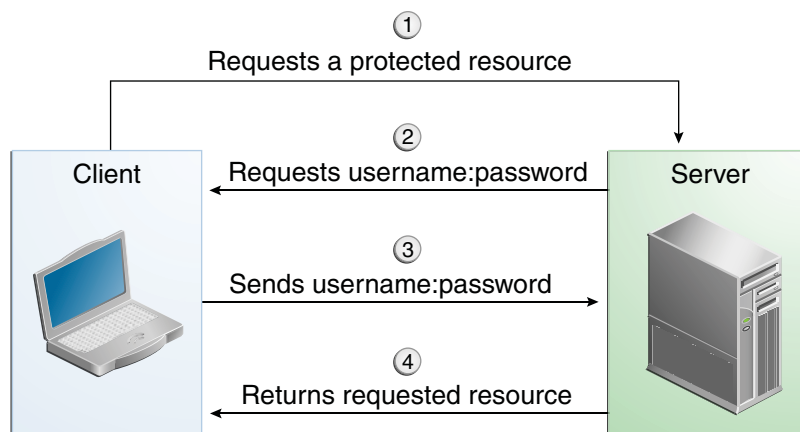 1
Requests a protected resource
2
Client
Requests username:password
Server
3
Sends username:password
4
Returns requested resource